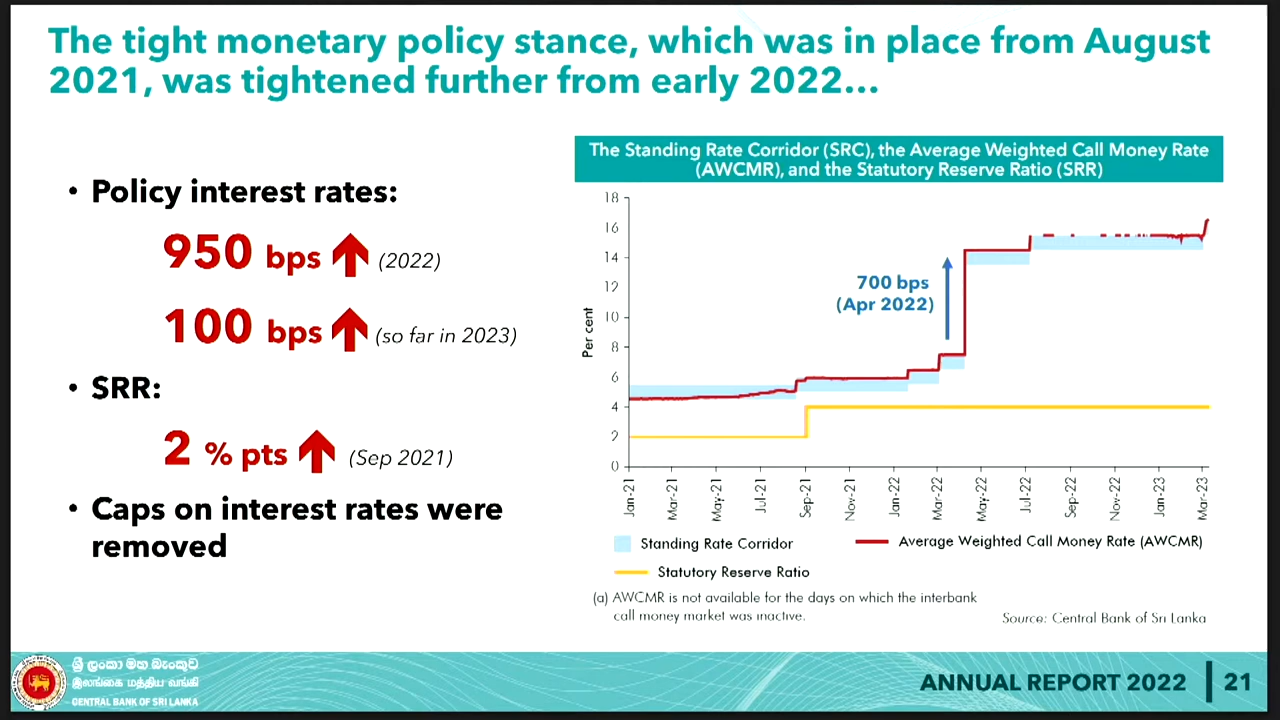 The tight monetary policy stance, which was in place from August
2021, was tightened further from early 2022...
• Policy interest rates:
950 bps (2022)
100 bps (so far in 2023)
• SRR:
2 % pts (Sep 2021)
• Caps on interest rates were
removed
The Standing Rate Corridor (SRC), the Average Weighted Call Money Rate
(AWCMR), and the Statutory Reserve Ratio (SRR)
Per cent
18
16
14
12
10
8
6
4
2
0
700 bps
(Apr 2022)
Jan-21
Mar-21
May-21
Jul-21
Sep-21
Nov-21
Jan-22
Mar-22
May-22
Jul-22
Sep-22
Nov-22
Jan-23
Mar-23
Standing Rate Corridor
Average Weighted Call Money Rate (AWCMR)
Statutory Reserve Ratio
(a) AWCMR is not available for the days on which the interbank
call money market was inactive.
Source: Central Bank of Sri Lanka
ශ්‍රී ලංකා මහ බැංකුව
இலங்கை மத்திய வங்கி
CENTRAL BANK OF SRI LANKA
ANNUAL REPORT 2022 | 21